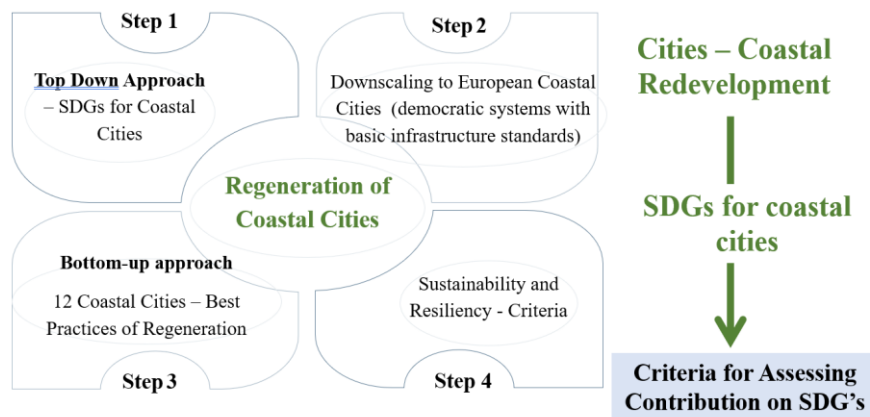 Step 1
Top Down Approach
– SDGs for Coastal
Cities
Step 2
Downscaling to European Coastal
Cities (democratic systems with
basic infrastructure standards)
Regeneration of
Coastal Cities
Bottom-up approach
12 Coastal Cities – Best
Practices of Regeneration
Step 3
Sustainability and
Resiliency - Criteria
Step 4
Cities – Coastal
Redevelopment
SDGs for coastal
cities
Criteria for Assessing
Contribution on SDG’s